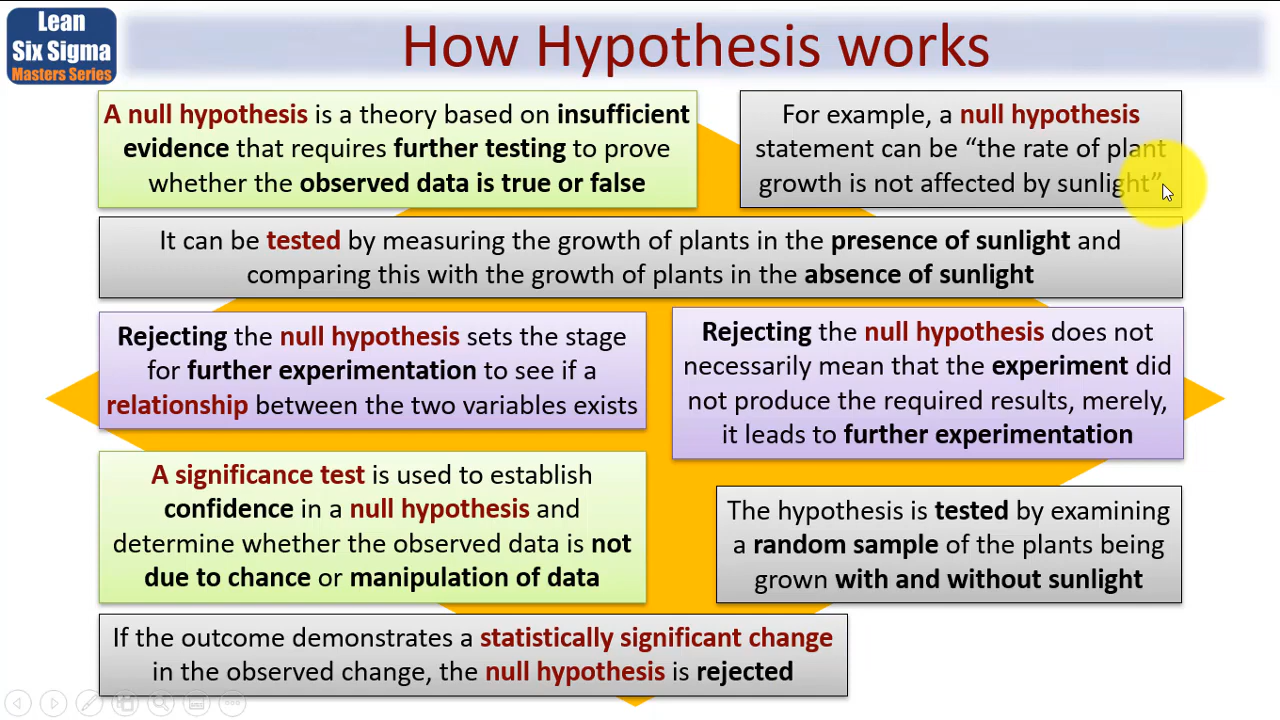 Lean
Six Sigma
Masters Series
How Hypothesis works
A null hypothesis is a theory based on insufficient
evidence that requires further testing to prove
whether the observed data is true or false
For example, a null hypothesis
statement can be “the rate of plant
growth is not affected by sunlight”
It can be tested by measuring the growth of plants in the presence of sunlight and
comparing this with the growth of plants in the absence of sunlight
Rejecting the null hypothesis sets the stage
for further experimentation to see if a
relationship between the two variables exists
Rejecting the null hypothesis does not
necessarily mean that the experiment did
not produce the required results, merely,
it leads to further experimentation
A significance test is used to establish
confidence in a null hypothesis and
determine whether the observed data is not
due to chance or manipulation of data
The hypothesis is tested by examining
a random sample of the plants being
grown with and without sunlight
If the outcome demonstrates a statistically significant change
in the observed change, the null hypothesis is rejected